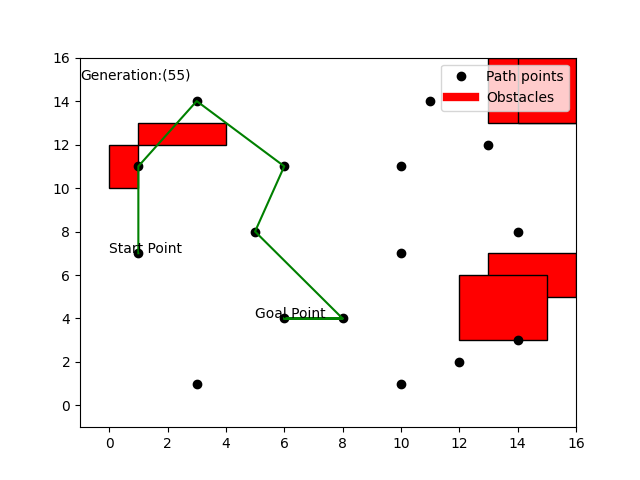 Generation:(55)
Path points
Obstacles
Start Point
Goal Point
16
14
12
10
8
6
4
2
0
0 2 4 6 8 10 12 14 16